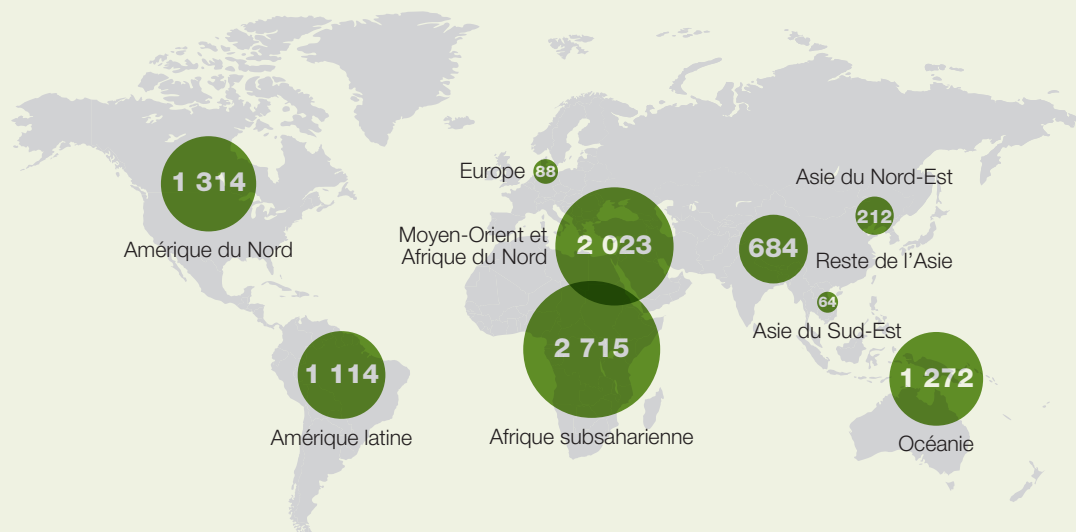 1 314
Amérique du Nord
Europe
88
Moyen-Orient et
Afrique du Nord
2 023
Asie du Nord-Est
212
684
Reste de l’Asie
64
Asie du Sud-Est
1 114
Amérique latine
2 715
Afrique subsaharienne
1 272
Océanie